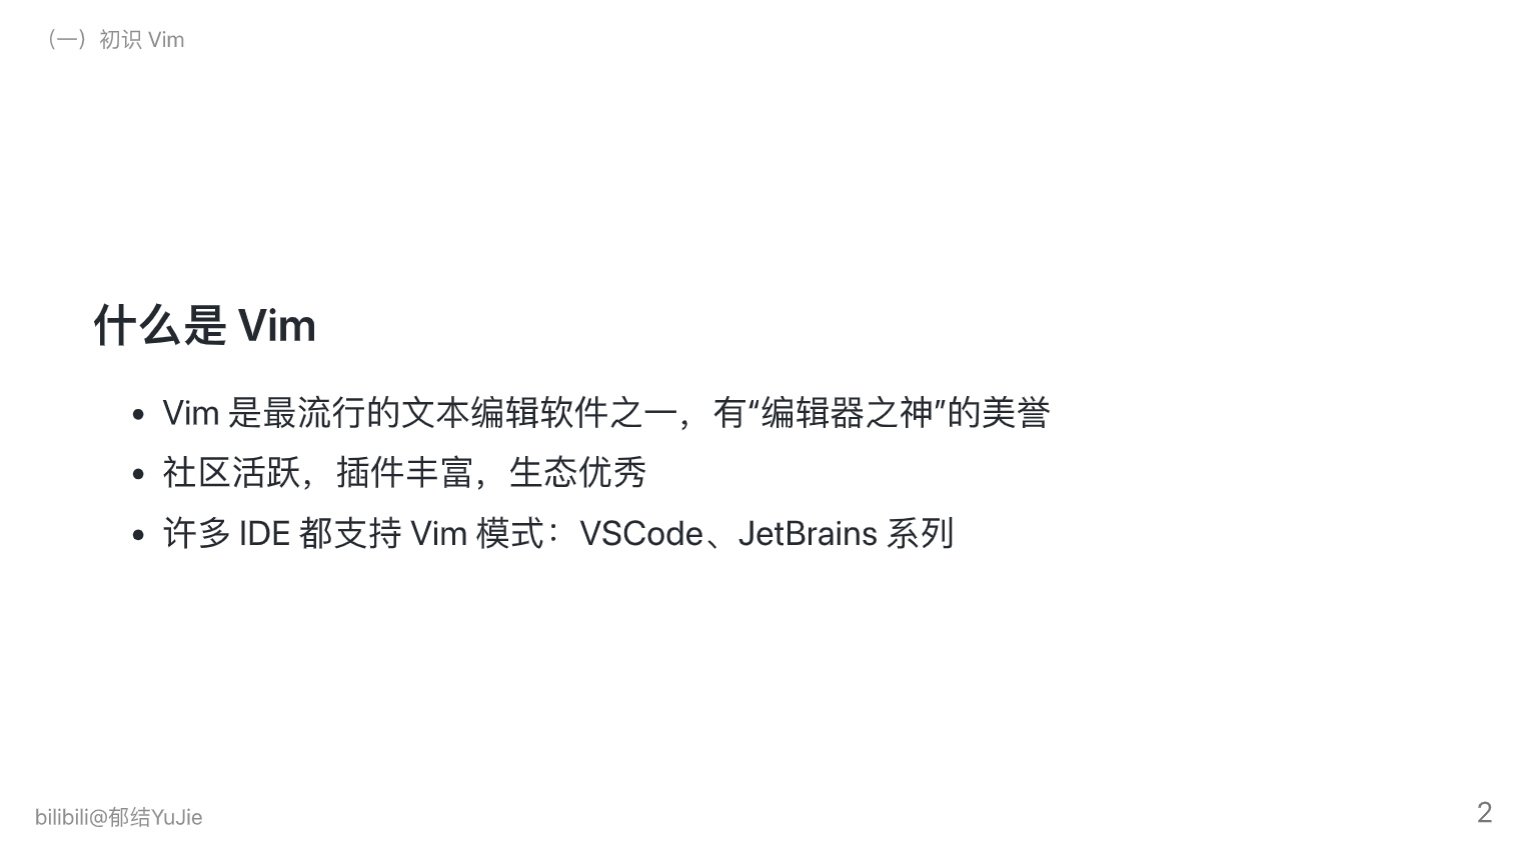 （一）初识 Vim
什么是 Vim
• Vim 是最流行的文本编辑软件之一，有“编辑器之神”的美誉
• 社区活跃，插件丰富，生态优秀
• 许多 IDE 都支持 Vim 模式：VSCode、JetBrains 系列
bilibili@郁结YuJie
2